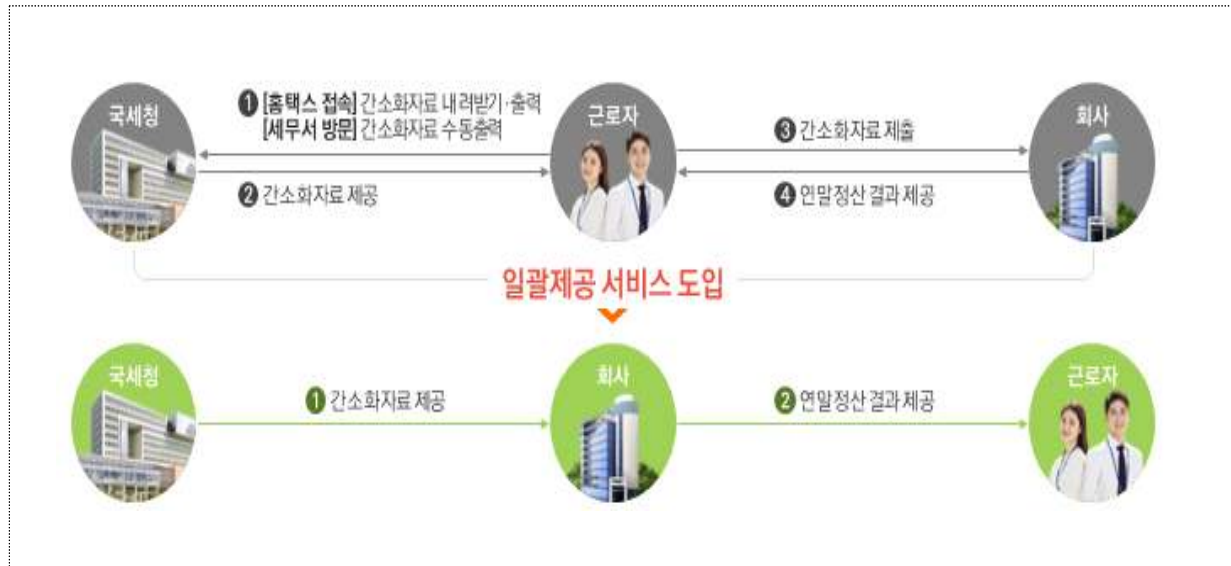 국세청
❶ [홈택스 접속] 간소화자료 내려받기·출력
[세무서 방문] 간소화자료 수동출력
❷ 간소화자료 제공
근로자
❸ 간소화자료 제출
❹ 연말정산 결과 제공
회사
일괄제공 서비스 도입
국세청
❶ 간소화자료 제공
회사
❷ 연말정산 결과 제공
근로자